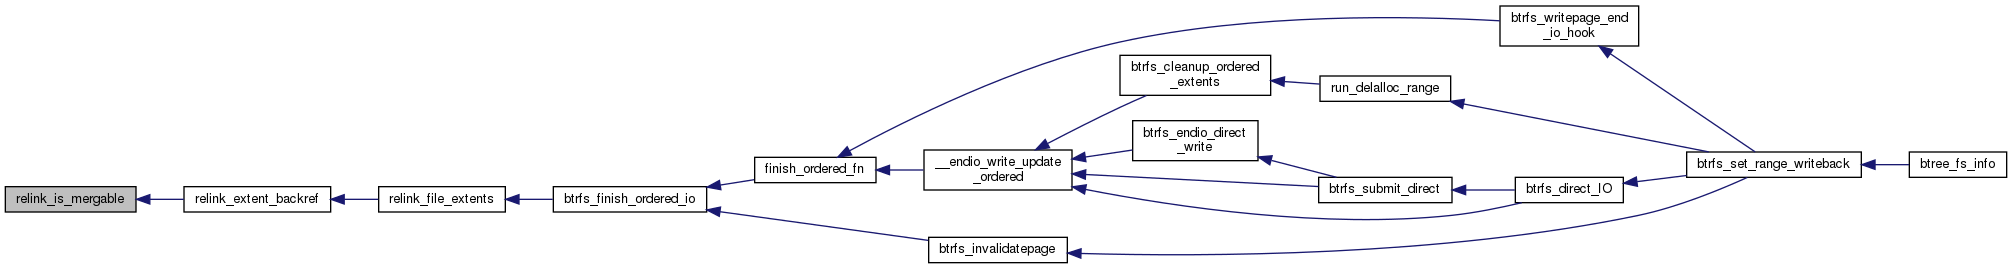 relink_is_mergable
relink_extent_backref
relink_file_extents
btrfs_finish_ordered_io
finish_ordered_fn
btrfs_invalidatepage
__endio_write_update
_ordered
btrfs_cleanup_ordered
_extents
btrfs_endio_direct
_write
run_delalloc_range
btrfs_submit_direct
btrfs_writepage_end
_io_hook
btrfs_direct_IO
btrfs_set_range_writeback
btree_fs_info